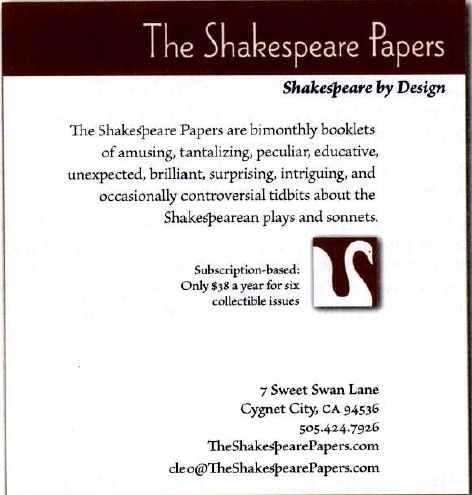 The Shakespeare Papers
Shakespeare by Design
The Shakespeare Papers are bimonthly booklets
of amusing, tantalizing, peculiar, educative,
unexpected, brilliant, surprising, intriguing, and
occasionally controversial tidbits about the
Shakespearean plays and sonnets.
Subscription-based:
Only $38 a year for six
collectible issues
7 Sweet Swan Lane
Cygnet City, CA 94536
505.424.7926
TheShakespearePapers.com
cleo@TheShakespearePapers.com